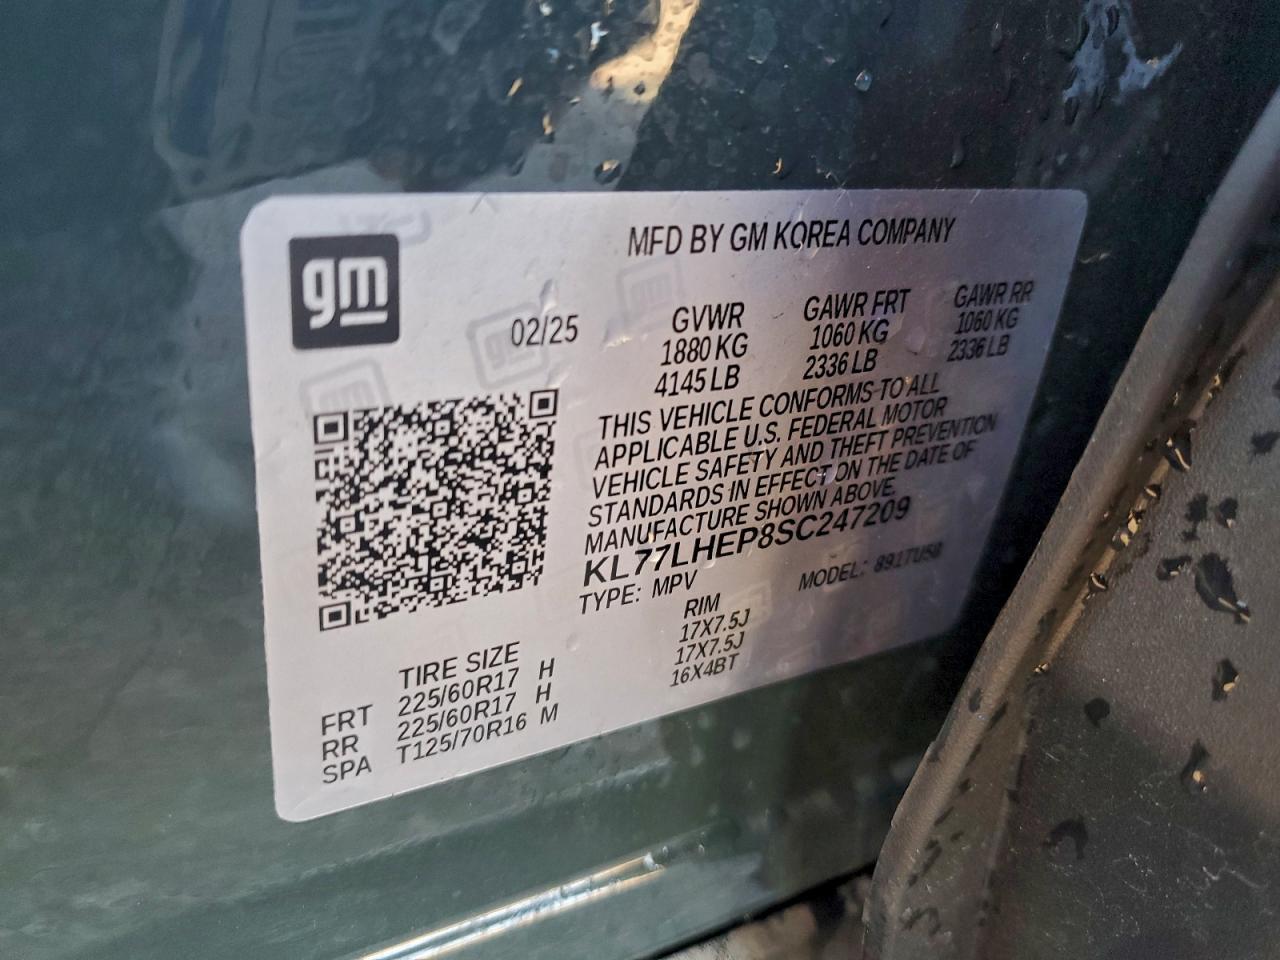 gm
MFD BY GM KOREA COMPANY
02/25
GVWR GAWR FRT GAWR RR
1880 KG 1060 KG 1060 KG
4145 LB 2336 LB 2336 LB
THIS VEHICLE CONFORMS TO ALL
APPLICABLE U.S. FEDERAL MOTOR
VEHICLE SAFETY AND THEFT PREVENTION
STANDARDS IN EFFECT ON THE DATE OF
MANUFACTURE SHOWN ABOVE.
KL77LHEP8SC247209
TYPE: MPV MODEL:
TIRE SIZE RIM
FRT 225/60R17 H 17X7.5J
RR 225/60R17 H 17X7.5J
SPA T125/70R16 M 16X4BT